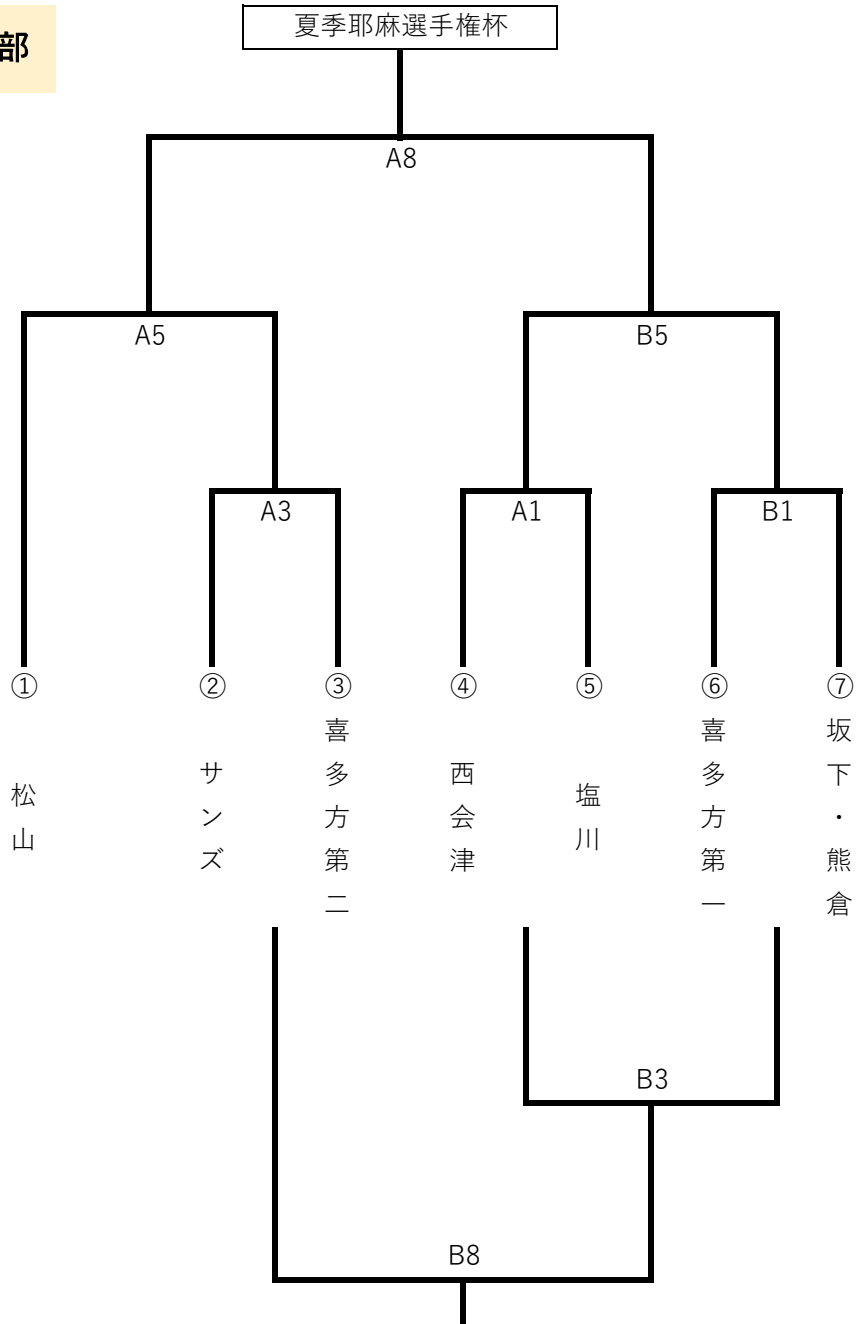 部
夏季耶麻選手権杯
A8
A5
B5
A3
A1
B1
①
②
③
④
⑤
⑥
⑦
松山
サンズ
喜多方第二
西会津
塩川
喜多方第一
坂下・熊倉
B3
B8